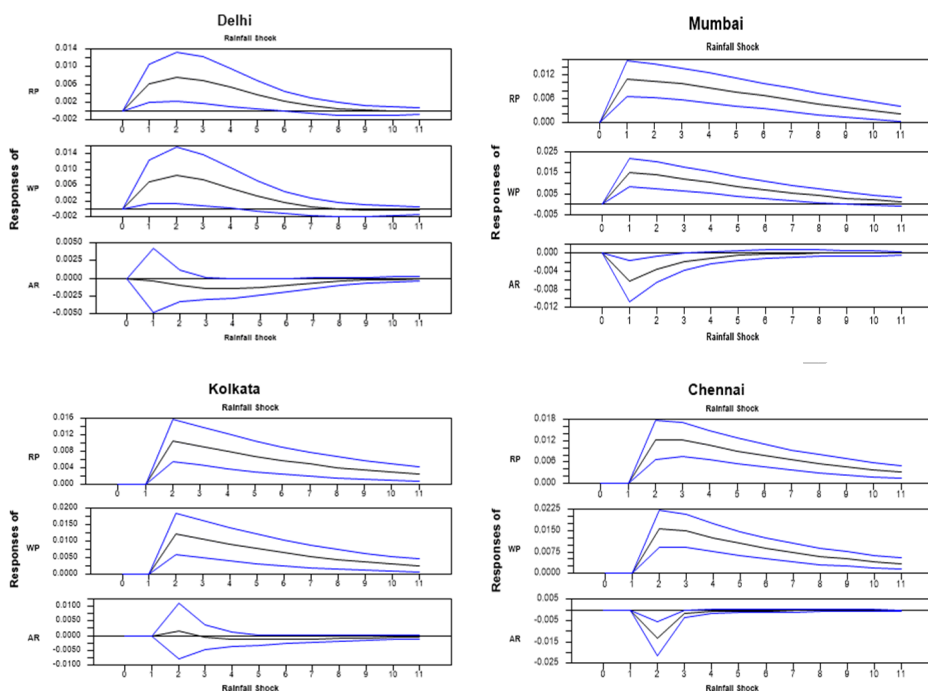 Delhi
Rainfall Shock
0.014
0.010
0.006
0.002
-0.002
RP
0 1 2 3 4 5 6 7 8 9 10 11
0.014
0.010
0.006
0.002
-0.002
WP
0 1 2 3 4 5 6 7 8 9 10 11
0.0050
0.0025
0.0000
-0.0025
-0.0050
AR
0 1 2 3 4 5 6 7 8 9 10 11
Rainfall Shock
Responses of
Mumbai
Rainfall Shock
0.012
0.006
0.000
RP
0 1 2 3 4 5 6 7 8 9 10 11
0.025
0.015
0.005
-0.005
WP
0 1 2 3 4 5 6 7 8 9 10 11
0.000
-0.004
-0.008
-0.012
AR
0 1 2 3 4 5 6 7 8 9 10 11
Rainfall Shock
Responses of
Kolkata
Rainfall Shock
0.016
0.012
0.008
0.004
0.000
RP
0 1 2 3 4 5 6 7 8 9 10 11
0.0200
0.0150
0.0100
0.0050
0.0000
WP
0 1 2 3 4 5 6 7 8 9 10 11
0.0100
0.0050
0.0000
-0.0050
-0.0100
AR
0 1 2 3 4 5 6 7 8 9 10 11
Rainfall Shock
Responses of
Chennai
Rainfall Shock
0.018
0.012
0.006
0.000
RP
0 1 2 3 4 5 6 7 8 9 10 11
0.0225
0.0150
0.0075
0.0000
WP
0 1 2 3 4 5 6 7 8 9 10 11
0.005
-0.005
-0.015
-0.025
AR
0 1 2 3 4 5 6 7 8 9 10 11
Rainfall Shock
Responses of